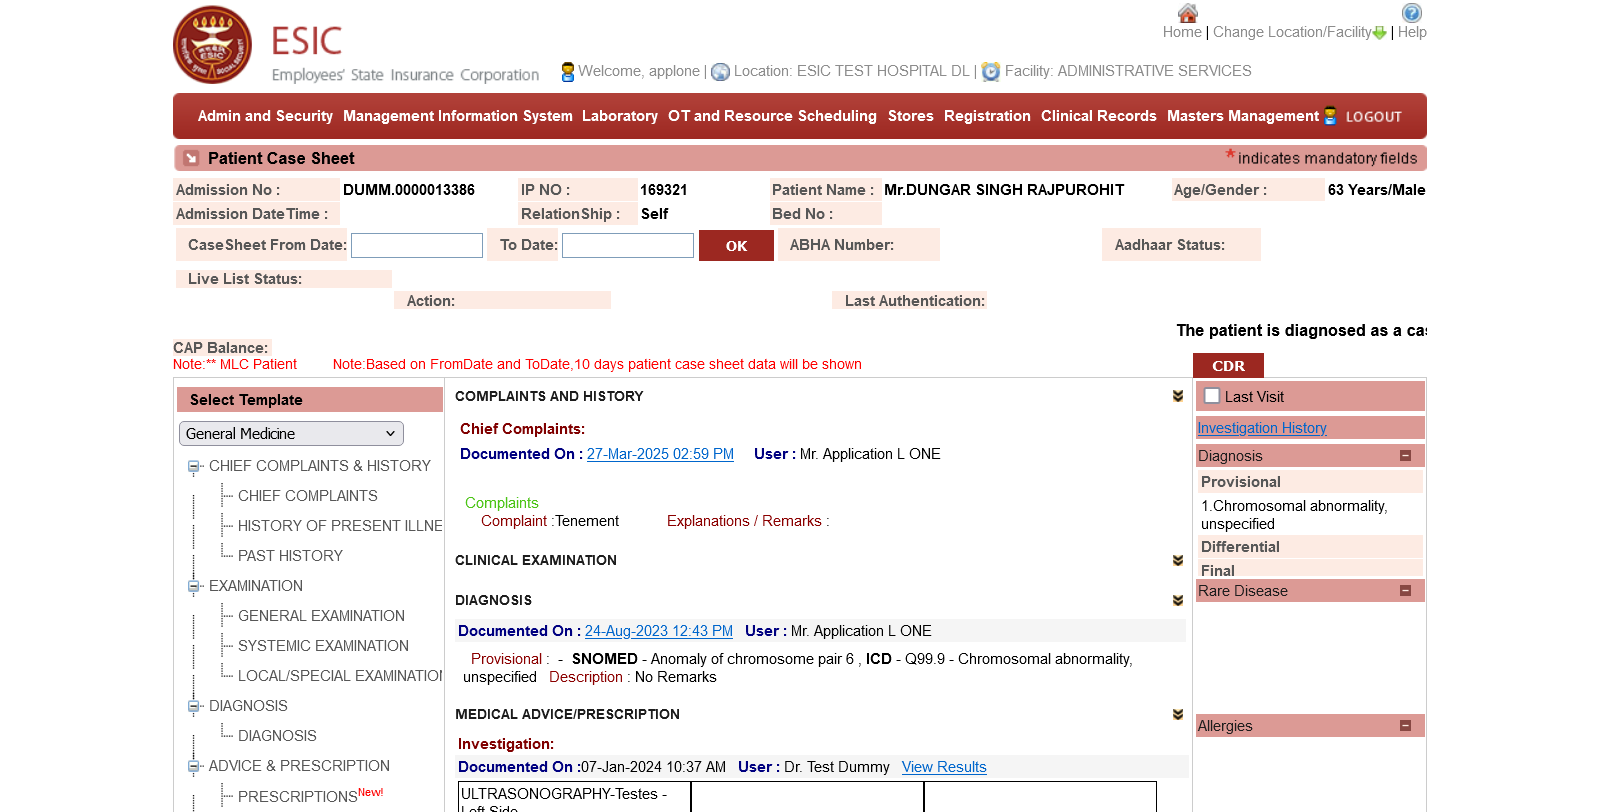 ESIC
Employees' State Insurance Corporation
Home | Change Location/Facility | Help
Welcome, applone | Location: ESIC TEST HOSPITAL DL | Facility: ADMINISTRATIVE SERVICES
Admin and Security Management Information System Laboratory OT and Resource Scheduling Stores Registration Clinical Records Masters Management LOGOUT
Patient Case Sheet * indicates mandatory fields
Admission No : DUMM.0000013386 IP NO : 169321 Patient Name : Mr.DUNGAR SINGH RAJPUROHIT Age/Gender : 63 Years/Male
Admission DateTime : RelationShip : Self Bed No :
CaseSheet From Date: To Date: OK ABHA Number: Aadhaar Status:
Live List Status:
Action: Last Authentication:
The patient is diagnosed as a ca
CAP Balance:
Note:** MLC Patient Note:Based on FromDate and ToDate,10 days patient case sheet data will be shown
CDR
Select Template
General Medicine
CHIEF COMPLAINTS & HISTORY
CHIEF COMPLAINTS
HISTORY OF PRESENT ILLNE
PAST HISTORY
EXAMINATION
GENERAL EXAMINATION
SYSTEMIC EXAMINATION
LOCAL/SPECIAL EXAMINATION
DIAGNOSIS
DIAGNOSIS
ADVICE & PRESCRIPTION
PRESCRIPTIONS New!
COMPLAINTS AND HISTORY
Chief Complaints:
Documented On : 27-Mar-2025 02:59 PM User : Mr. Application L ONE
Complaints
Complaint :Tenement Explanations / Remarks :
CLINICAL EXAMINATION
DIAGNOSIS
Documented On : 24-Aug-2023 12:43 PM User : Mr. Application L ONE
Provisional : - SNOMED - Anomaly of chromosome pair 6 , ICD - Q99.9 - Chromosomal abnormality,
unspecified Description : No Remarks
MEDICAL ADVICE/PRESCRIPTION
Investigation:
Documented On :07-Jan-2024 10:37 AM User : Dr. Test Dummy View Results
ULTRASONOGRAPHY-Testes -
Left Side
Last Visit
Investigation History
Diagnosis
Provisional
1.Chromosomal abnormality,
unspecified
Differential
Final
Rare Disease
Allergies